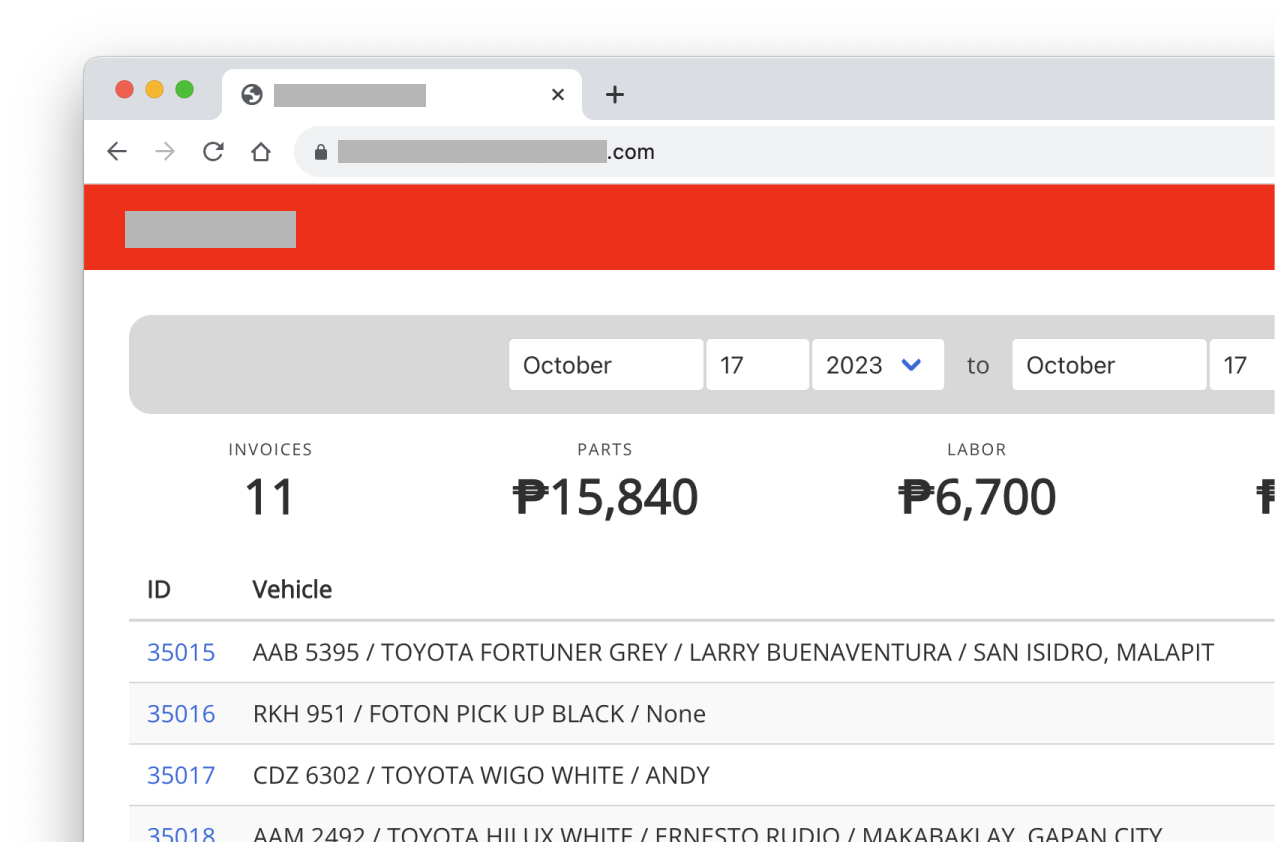 .com
October 17 2023 to October 17
INVOICES PARTS LABOR
11 ₱15,840 ₱6,700 ₱
ID Vehicle
35015 AAB 5395 / TOYOTA FORTUNER GREY / LARRY BUENAVENTURA / SAN ISIDRO, MALAPIT
35016 RKH 951 / FOTON PICK UP BLACK / None
35017 CDZ 6302 / TOYOTA WIGO WHITE / ANDY
35018 AAM 2492 / TOYOTA HILUX WHITE / ERNESTO RUDIO / MAKABAKLAY, GAPAN CITY